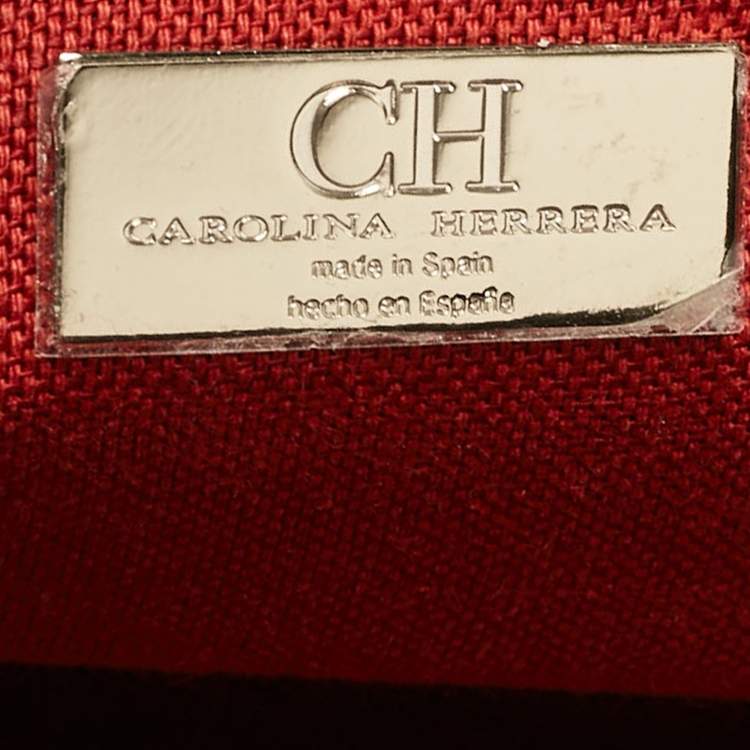 CH
CAROLINA HERRERA
made in Spain
hecho en España